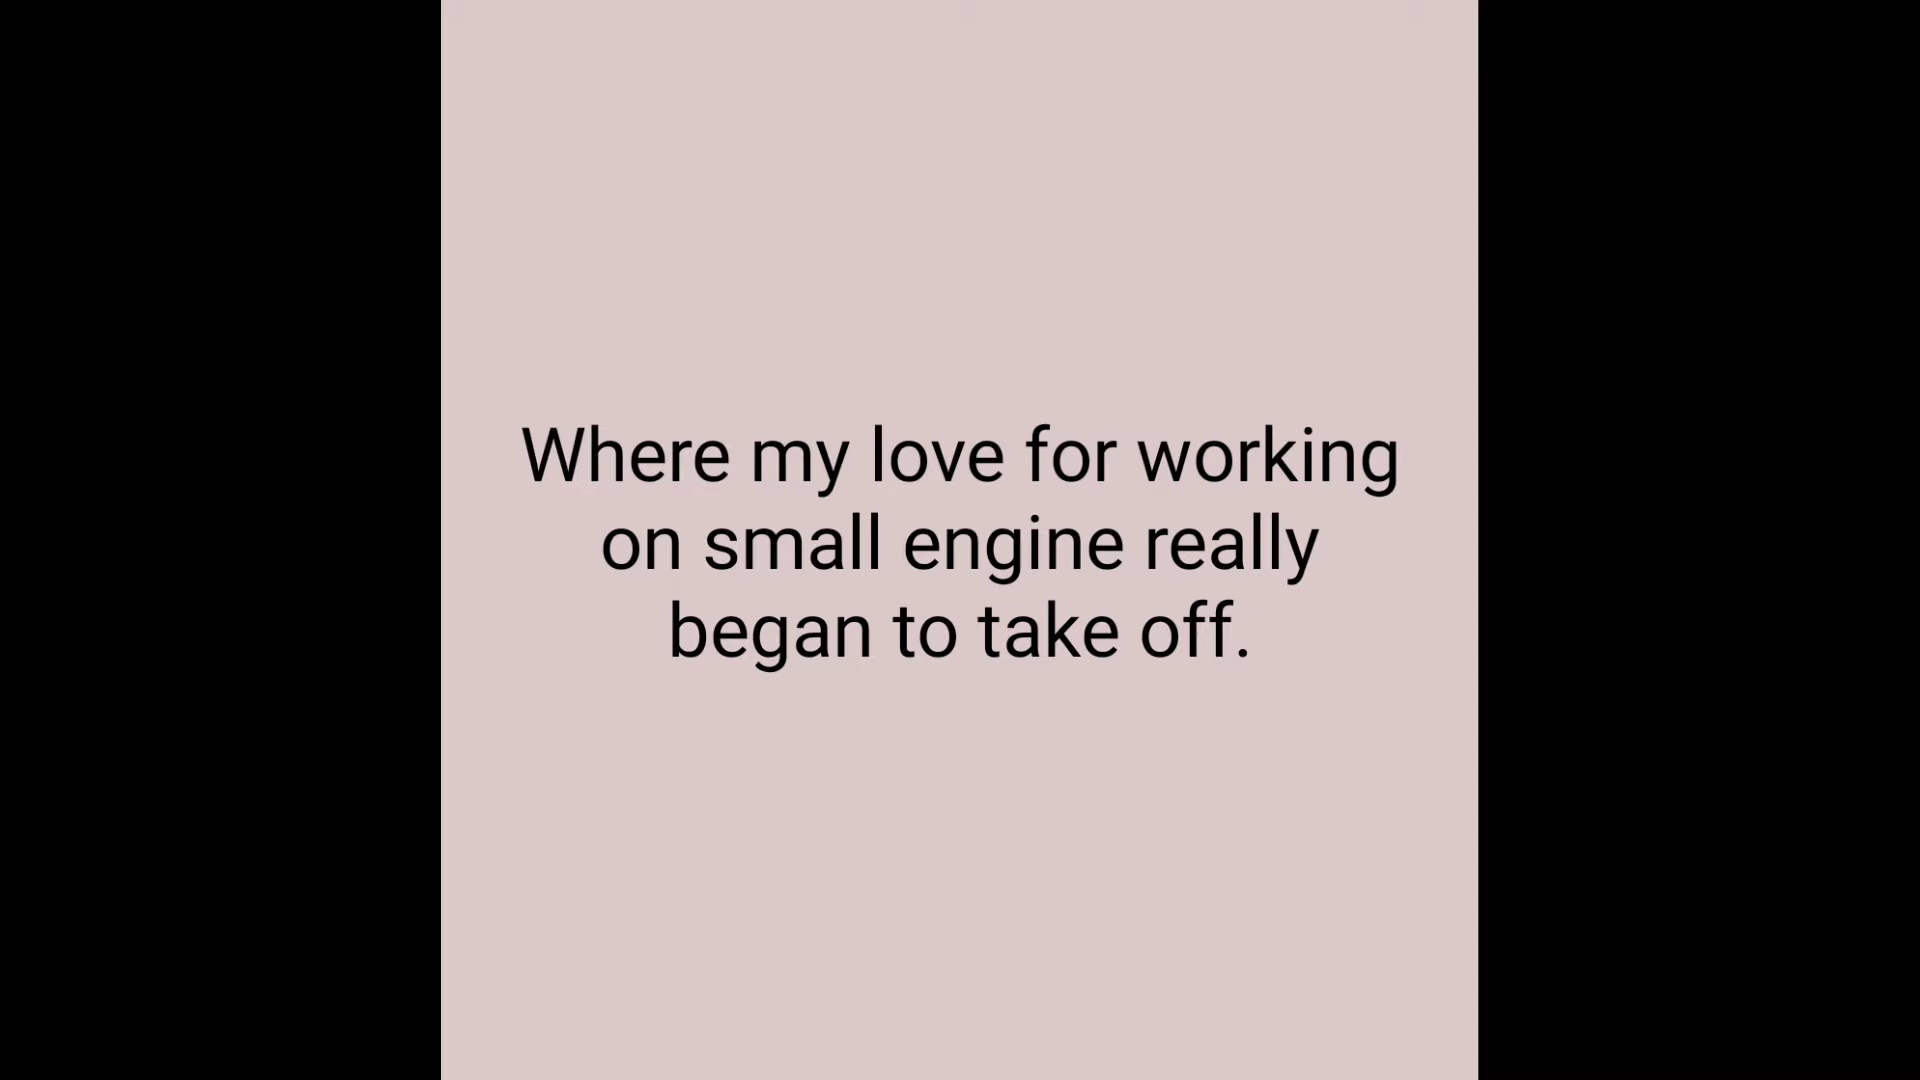 Where my love for working
on small engine really
began to take off.